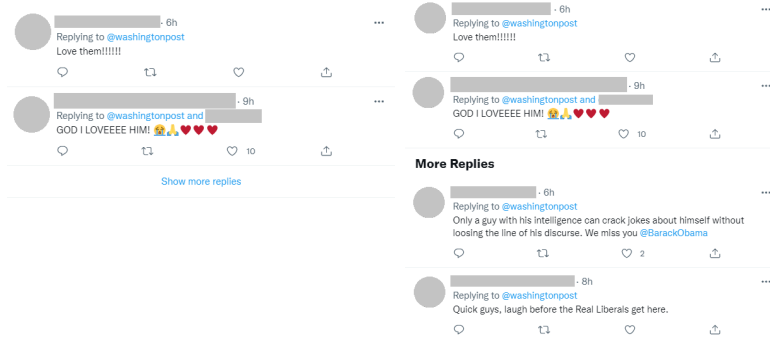 · 6h
Replying to @washingtonpost
Love them!!!!!!
· 9h
Replying to @washingtonpost and
GOD I LOVEEEE HIM! 😭🙏♥️♥️♥️
10
Show more replies
· 6h
Replying to @washingtonpost
Love them!!!!!!
· 9h
Replying to @washingtonpost and
GOD I LOVEEEE HIM! 😭🙏♥️♥️♥️
10
More Replies
· 6h
Replying to @washingtonpost
Only a guy with his intelligence can crack jokes about himself without
loosing the line of his discurse. We miss you @BarackObama
2
· 8h
Replying to @washingtonpost
Quick guys, laugh before the Real Liberals get here.